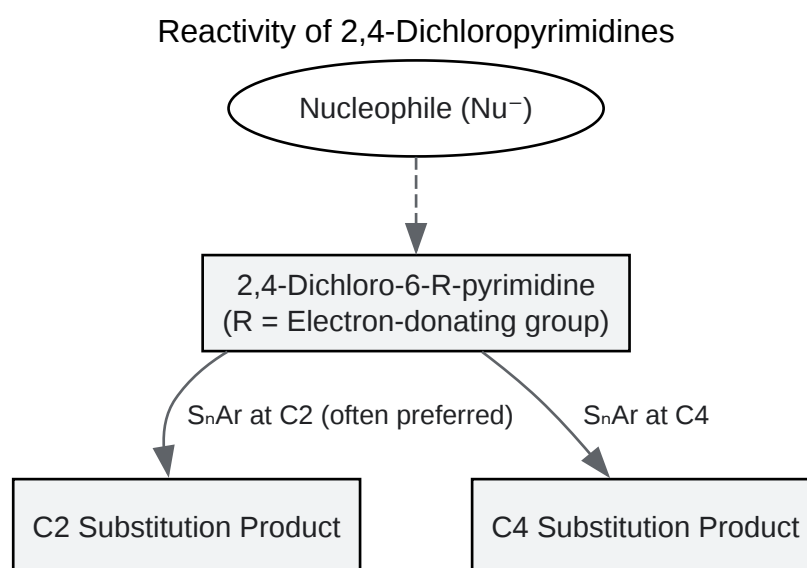 Reactivity of 2,4-Dichloropyrimidines
Nucleophile (Nu⁻)
2,4-Dichloro-6-R-pyrimidine
(R = Electron-donating group)
SₙAr at C2 (often preferred)
SₙAr at C4
C2 Substitution Product
C4 Substitution Product